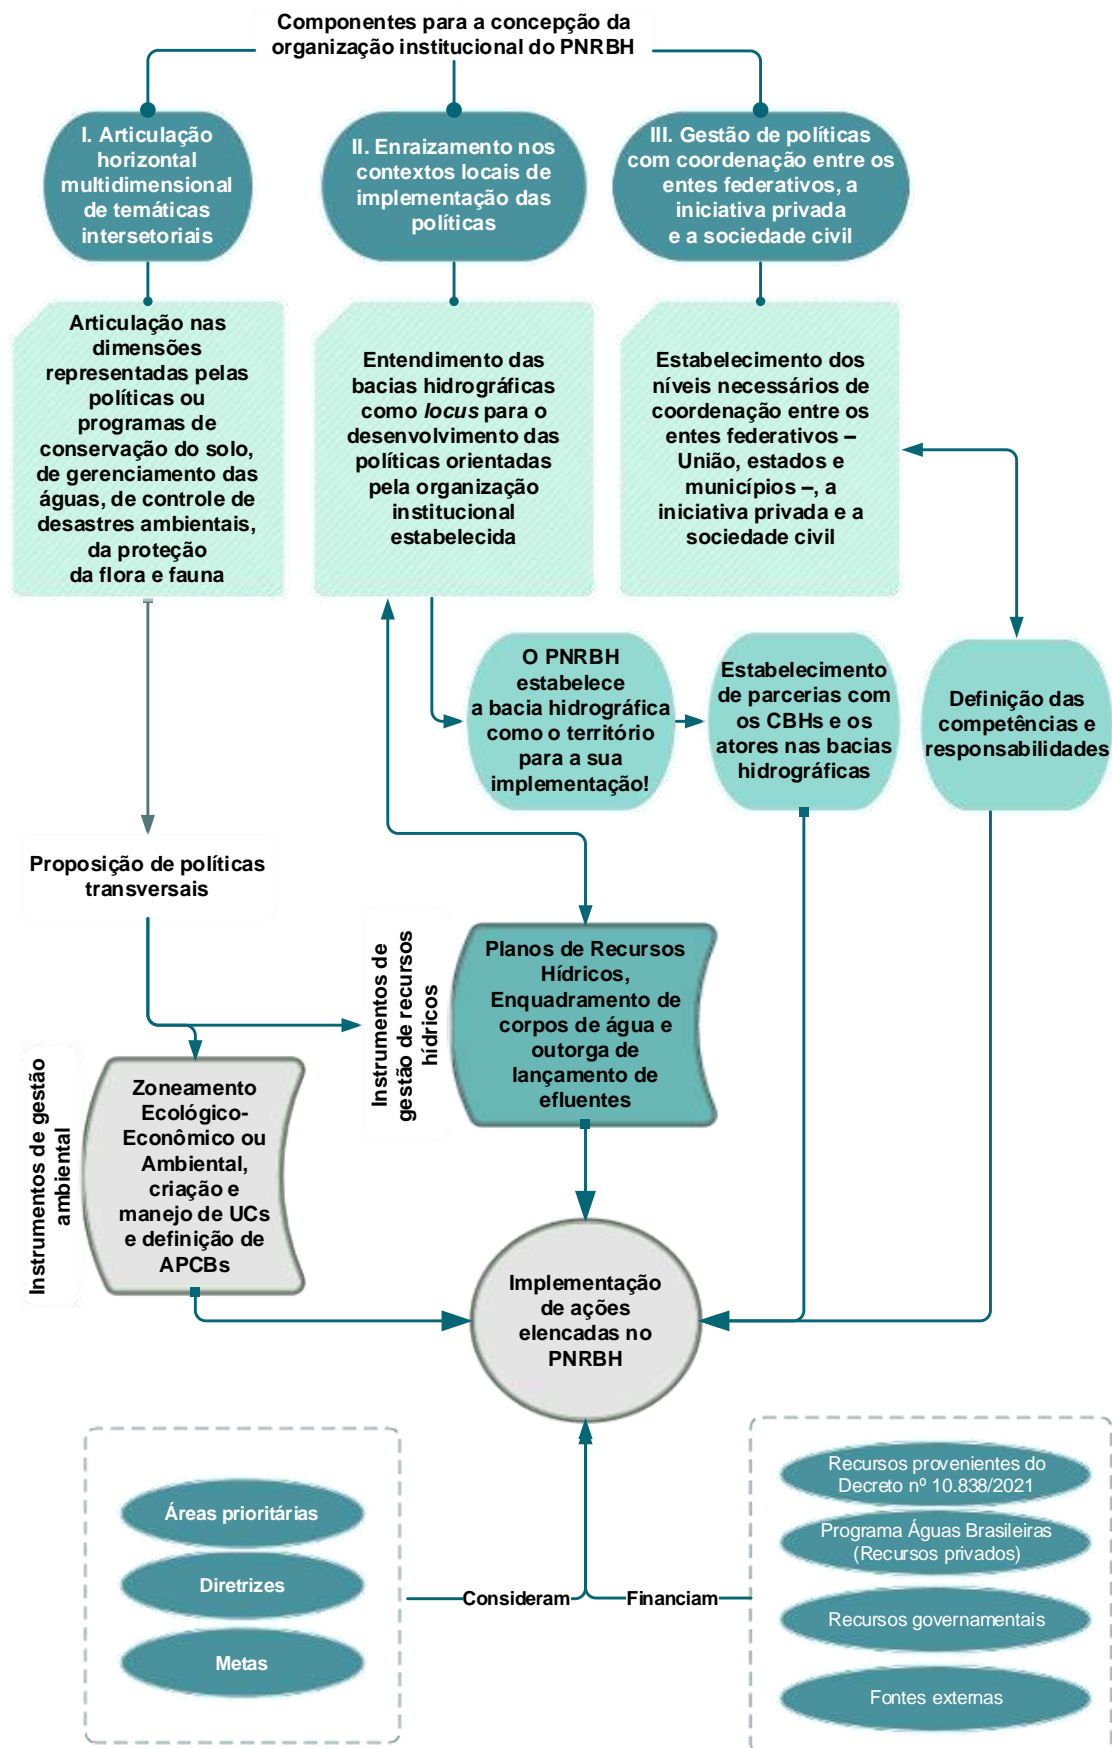 Componentes para a concepção da
organização institucional do PNRBH
I. Articulação
horizontal
multidimensional
de temáticas
intersetoriais
II. Enraizamento nos
contextos locais de
implementação das
políticas
III. Gestão de políticas
com coordenação entre os
entes federativos, a
iniciativa privada
e a sociedade civil
Articulação nas
dimensões
representadas pelas
políticas ou
programas de
conservação do solo,
de gerenciamento das
águas, de controle de
desastres ambientais,
da proteção
da flora e fauna
Entendimento das
bacias hidrográficas
como locus para o
desenvolvimento das
políticas orientadas
pela organização
institucional
estabelecida
Estabelecimento dos
níveis necessários de
coordenação entre os
entes federativos –
União, estados e
municípios –, a
iniciativa privada e a
sociedade civil
O PNRBH
estabelece
a bacia hidrográfica
como o território
para a sua
implementação!
Estabelecimento
de parcerias com
os CBHs e os
atores nas bacias
hidrográficas
Definição das
competências e
responsabilidades
Proposição de políticas
transversais
Instrumentos de
gestão de recursos
hídricos
Planos de Recursos
Hídricos,
Enquadramento de
corpos de água e
outorga de
lançamento de
efluentes
Instrumentos de gestão
ambiental
Zoneamento
Ecológico-
Econômico ou
Ambiental,
criação e
manejo de UCs
e definição de
APCBs
Implementação
de ações
elencadas no
PNRBH
Áreas prioritárias
Diretrizes
Metas
Consideram
Financiam
Recursos provenientes do
Decreto nº 10.838/2021
Programa Águas Brasileiras
(Recursos privados)
Recursos governamentais
Fontes externas